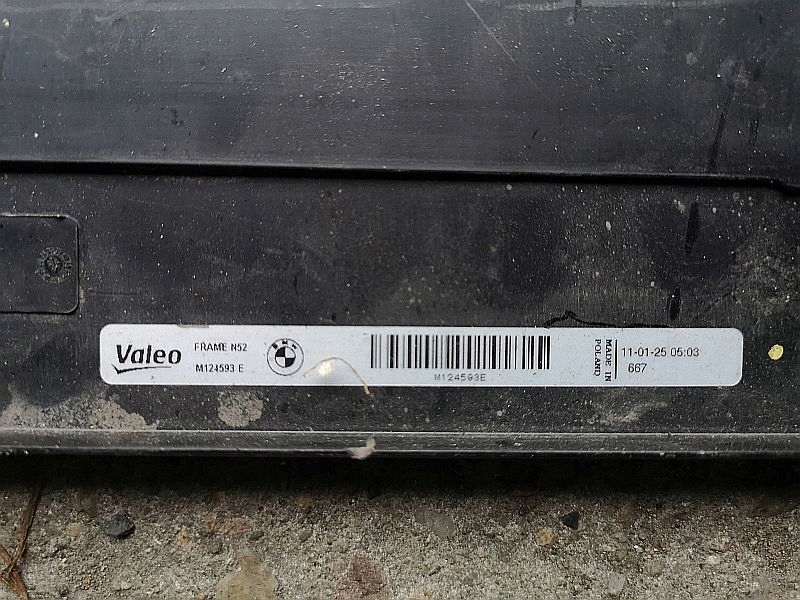 Valeo
FRAME N52
M124593 E
BMW
M124593E
MADE IN
POLAND
11-01-25 05:03
667